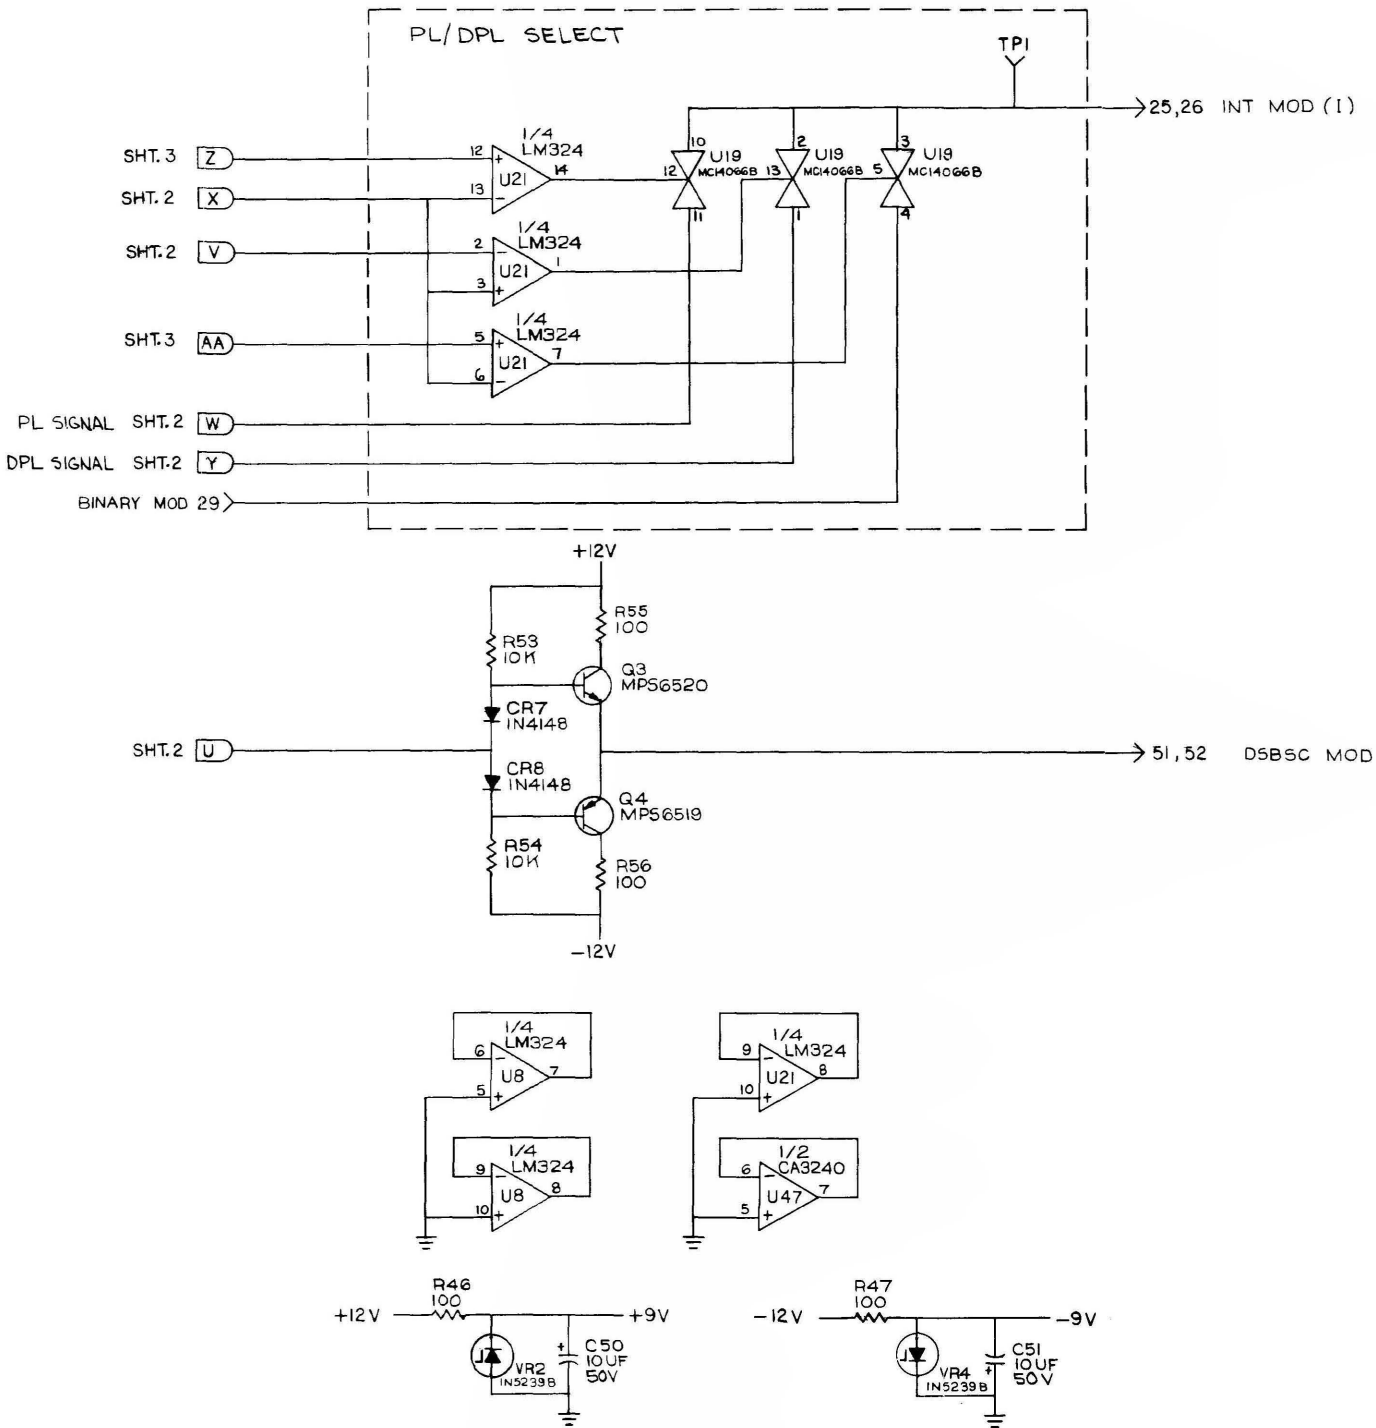 PL/DPL SELECT
TP1
25,26 INT MOD (I)
1/4
LM324
SHT.3 Z
12 +
U21
14
SHT.2 X
13 -
10
U19
MC14066B
12
11
2
U19
MC14066B
13
1
3
U19
MC14066B
5
4
1/4
LM324
SHT.2 V
2 -
U21
1
3 +
1/4
LM324
SHT.3 AA
5 +
U21
7
6 -
PL SIGNAL SHT.2 W
DPL SIGNAL SHT.2 Y
BINARY MOD 29
+12V
R55
100
R53
10K
Q3
MPS6520
CR7
1N4148
SHT.2 U
51,52 DSBSC MOD
CR8
1N4148
Q4
MPS6519
R54
10K
R56
100
-12V
1/4
LM324
6 -
U8
7
5 +
1/4
LM324
9 -
U21
8
10 +
1/4
LM324
9 -
U8
8
10 +
1/2
CA3240
6 -
U47
7
5 +
R46
100
+12V
+9V
VR2
1N5239B
+
C50
10UF
50V
R47
100
-12V
-9V
VR4
1N5239B
C51
10UF
50V
+